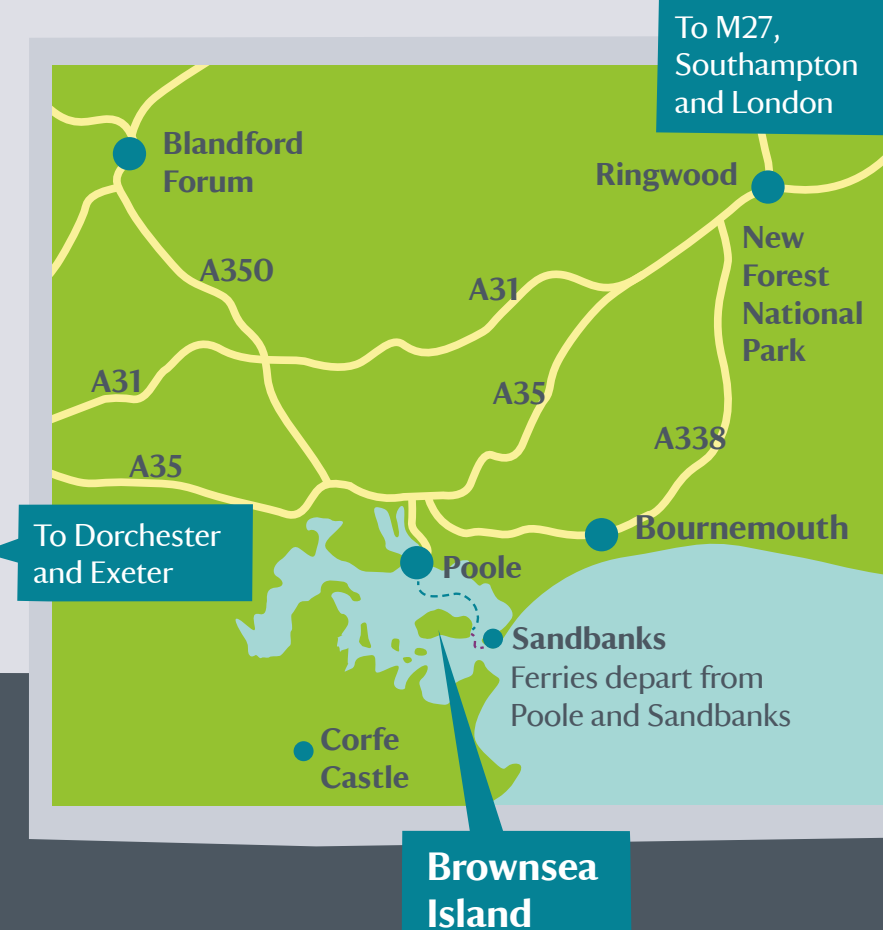 To M27,
Southampton
and London
Blandford
Forum
Ringwood
New
Forest
National
Park
A350
A31
A31
A35
A338
A35
To Dorchester
and Exeter
Bournemouth
Poole
Sandbanks
Ferries depart from
Poole and Sandbanks
Corfe
Castle
Brownsea
Island